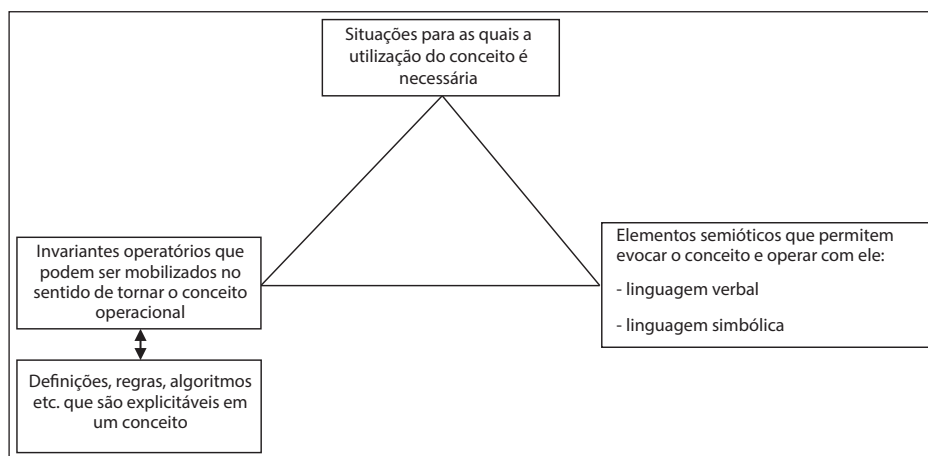 Situações para as quais a
utilização do conceito é
necessária
Invariantes operatórios que
podem ser mobilizados no
sentido de tornar o conceito
operacional
Elementos semióticos que permitem
evocar o conceito e operar com ele:
- linguagem verbal
- linguagem simbólica
Definições, regras, algoritmos
etc. que são explicitáveis em
um conceito